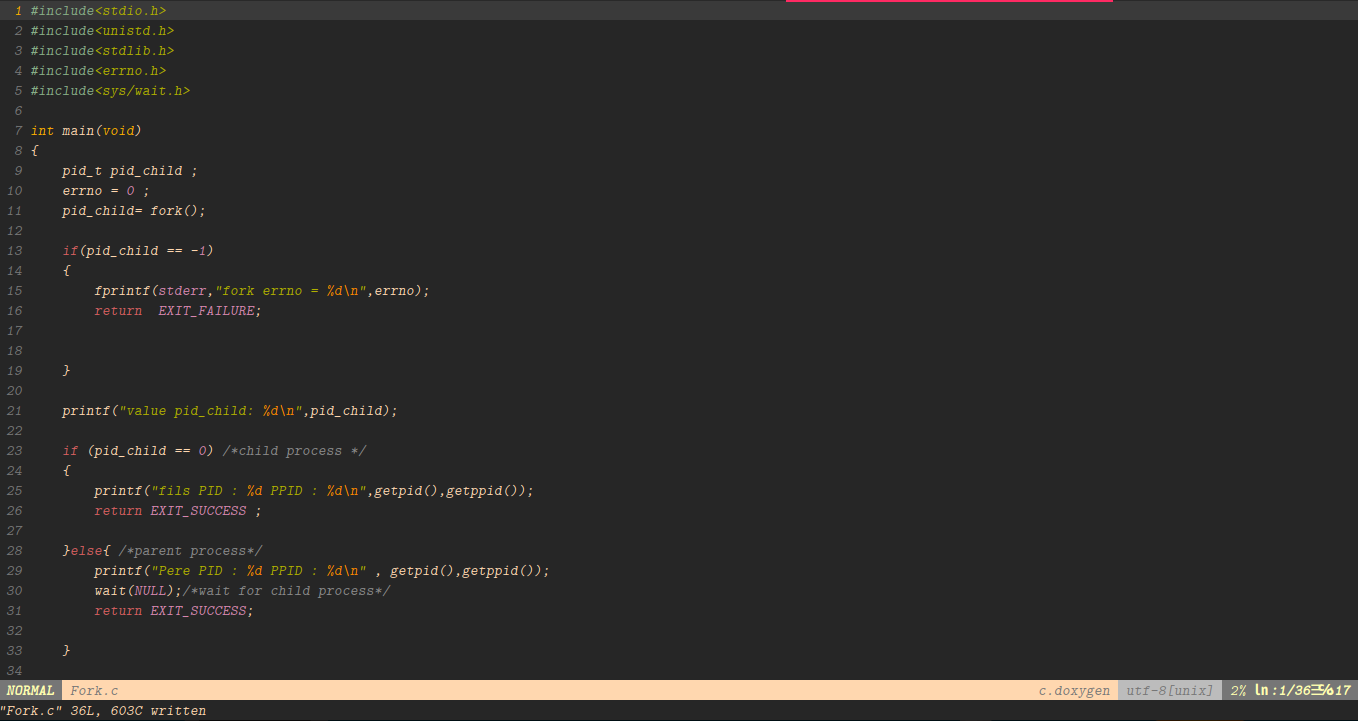 1 #include<stdio.h>
2 #include<unistd.h>
3 #include<stdlib.h>
4 #include<errno.h>
5 #include<sys/wait.h>
6
7 int main(void)
8 {
9     pid_t pid_child ;
10     errno = 0 ;
11     pid_child= fork();
12
13     if(pid_child == -1)
14     {
15         fprintf(stderr,"fork errno = %d\n",errno);
16         return  EXIT_FAILURE;
17
18
19     }
20
21     printf("value pid_child: %d\n",pid_child);
22
23     if (pid_child == 0) /*child process */
24     {
25         printf("fils PID : %d PPID : %d\n",getpid(),getppid());
26         return EXIT_SUCCESS ;
27
28     }else{ /*parent process*/
29         printf("Pere PID : %d PPID : %d\n" , getpid(),getppid());
30         wait(NULL);/*wait for child process*/
31         return EXIT_SUCCESS;
32
33     }
34
NORMAL Fork.c c.doxygen utf-8[unix] 2% ln:1/36
"Fork.c" 36L, 603C written